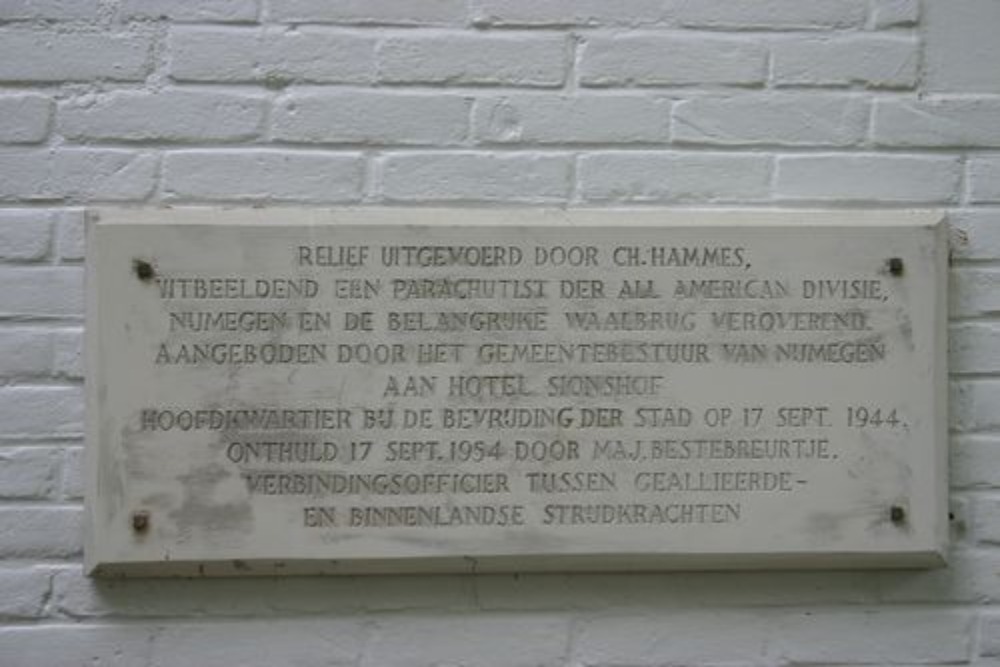 RELIEF UITGEVOERD DOOR CH. HAMMES,
UITBEELDEND EEN PARACHUTIST DER ALL AMERICAN DIVISIE,
NIJMEGEN EN DE BELANGRIJKE WAALBRUG VEROVEREND.
AANGEBODEN DOOR HET GEMEENTEBESTUUR VAN NIJMEGEN
AAN HOTEL SIONSHOF
HOOFDKWARTIER BIJ DE BEVRIJDING DER STAD OP 17 SEPT. 1944.
ONTHULD 17 SEPT. 1954 DOOR MAJ. BESTEBREURTJE.
VERBINDINGSOFFICIER TUSSEN GEALLIEERDE-
EN BINNENLANDSE STRIJDKRACHTEN